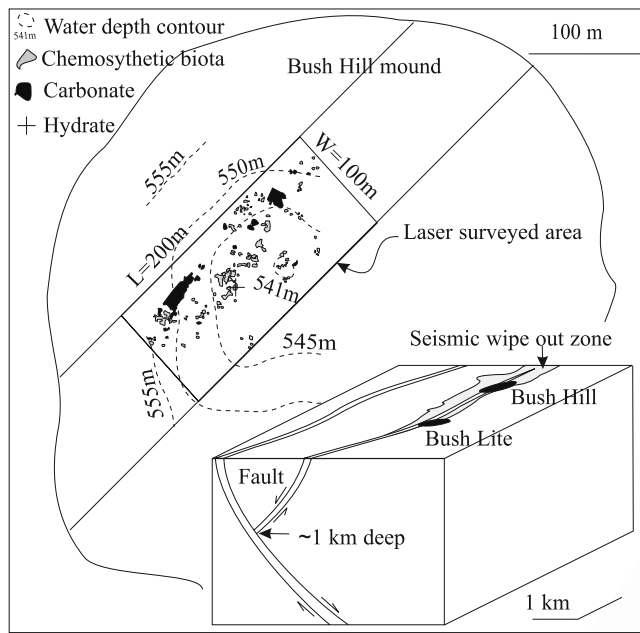 541m
Water depth contour
Chemosythetic biota
Carbonate
Hydrate
100 m
Bush Hill mound
555m
550m
W=100m
L=200m
Laser surveyed area
541m
545m
555m
Seismic wipe out zone
Bush Hill
Bush Lite
Fault
~1 km deep
1 km